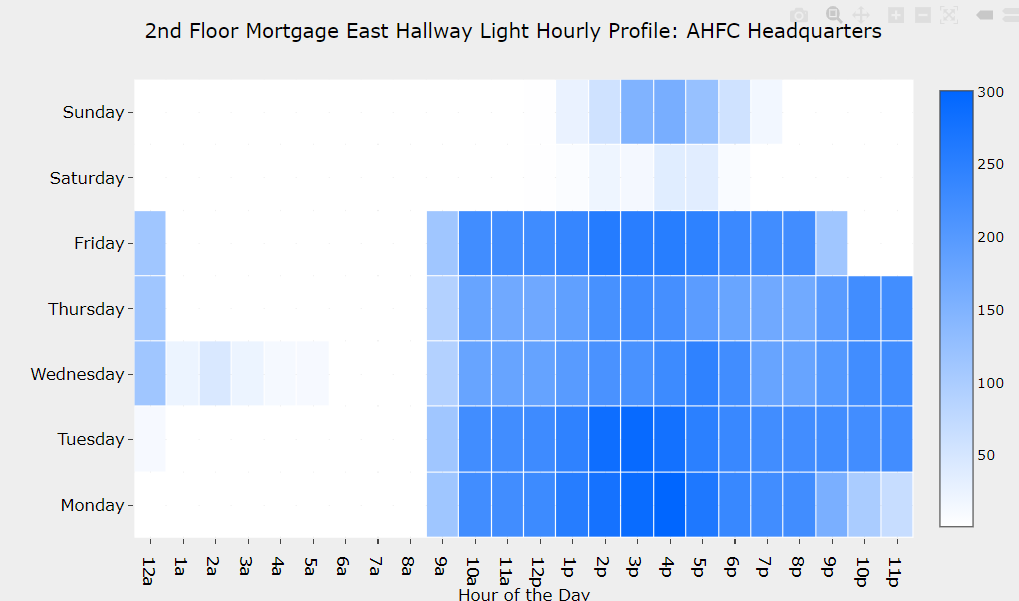 2nd Floor Mortgage East Hallway Light Hourly Profile: AHFC Headquarters
Sunday
Saturday
Friday
Thursday
Wednesday
Tuesday
Monday
300
250
200
150
100
50
12a 1a 2a 3a 4a 5a 6a 7a 8a 9a 10a 11a 12p 1p 2p 3p 4p 5p 6p 7p 8p 9p 10p 11p
Hour of the Day